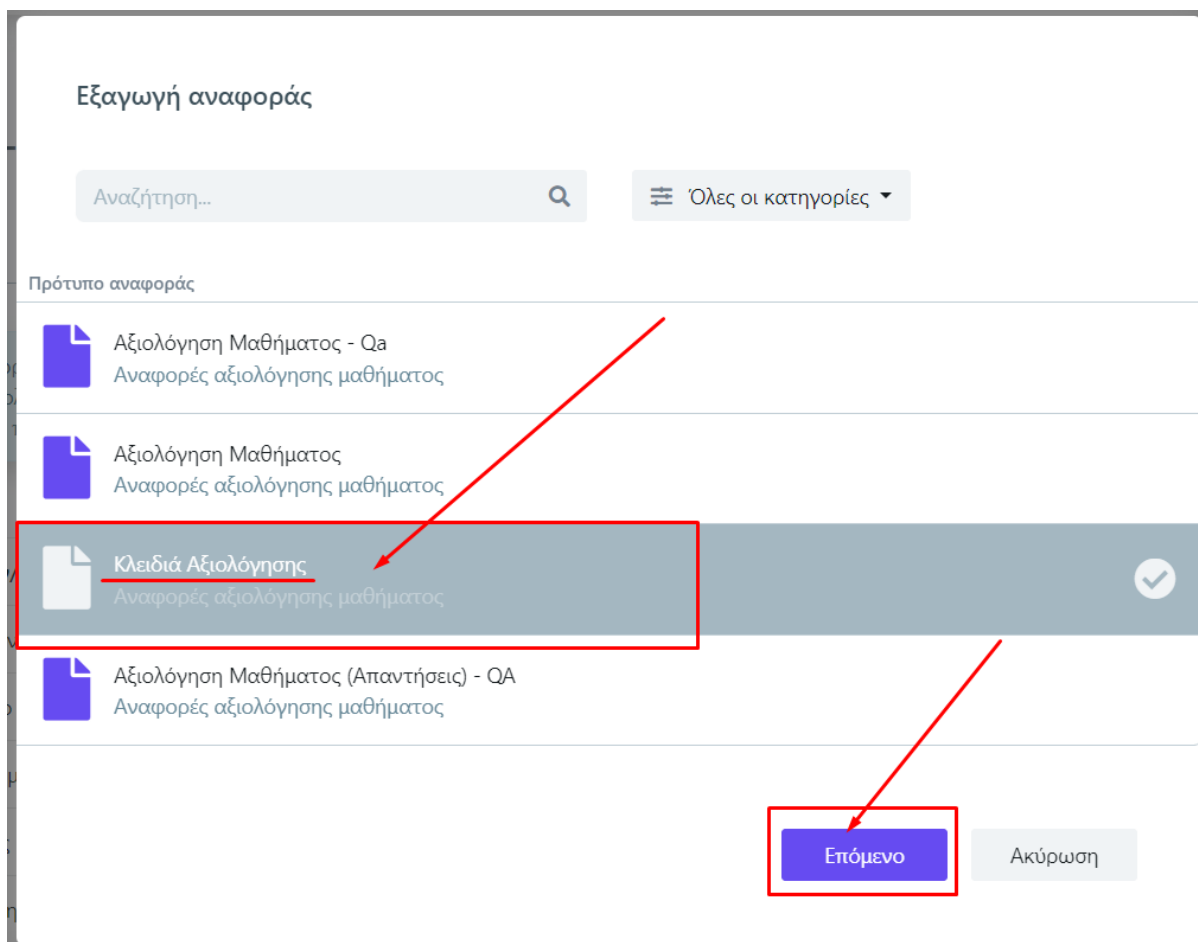 Εξαγωγή αναφοράς
Αναζήτηση...
Όλες οι κατηγορίες
Πρότυπο αναφοράς
Αξιολόγηση Μαθήματος - Qa
Αναφορές αξιολόγησης μαθήματος
Αξιολόγηση Μαθήματος
Αναφορές αξιολόγησης μαθήματος
Κλειδιά Αξιολόγησης
Αναφορές αξιολόγησης μαθήματος
Αξιολόγηση Μαθήματος (Απαντήσεις) - QA
Αναφορές αξιολόγησης μαθήματος
Επόμενο
Ακύρωση